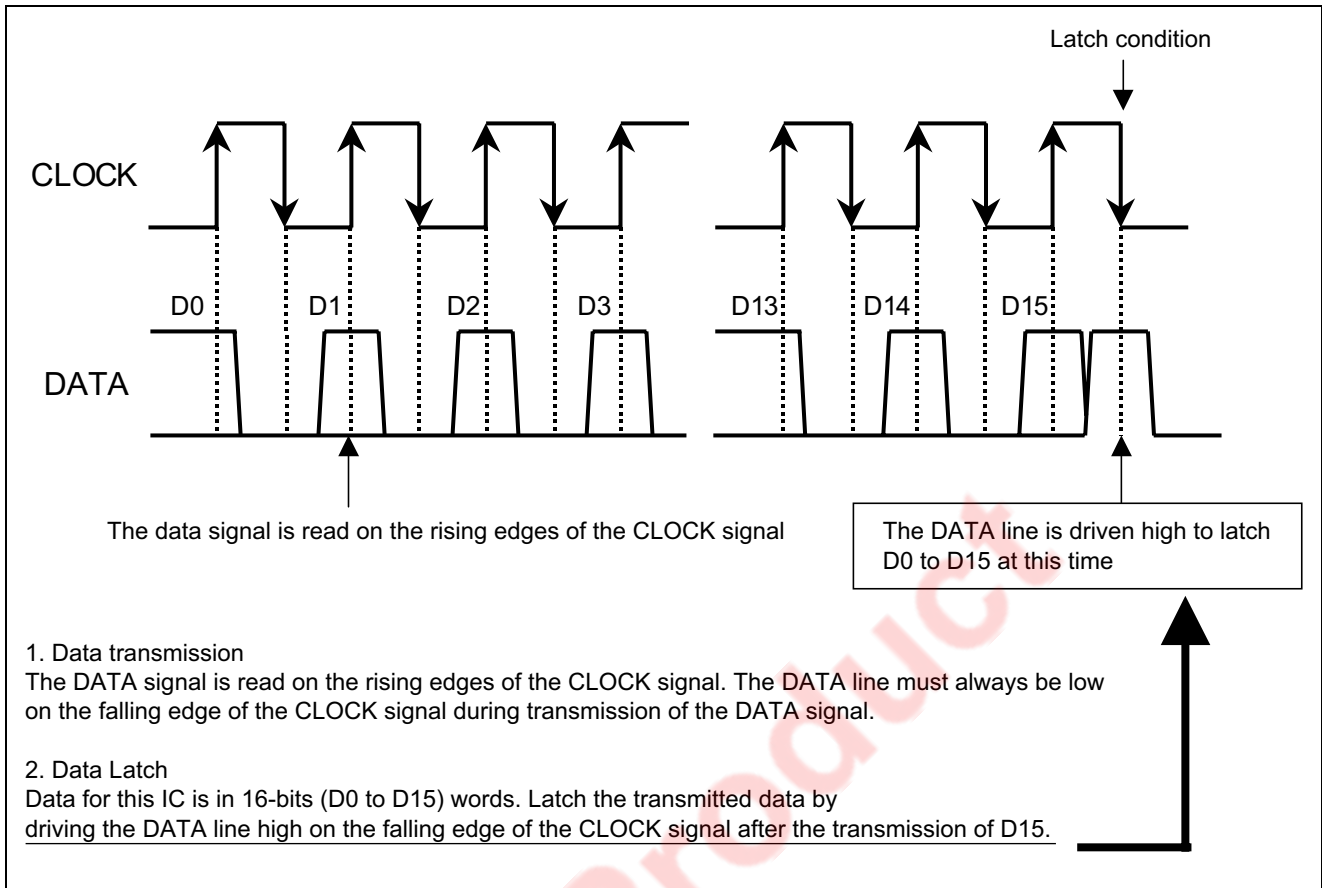 Latch condition
CLOCK
D0 D1 D2 D3 D13 D14 D15
DATA
The data signal is read on the rising edges of the CLOCK signal
The DATA line is driven high to latch
D0 to D15 at this time
1. Data transmission
The DATA signal is read on the rising edges of the CLOCK signal. The DATA line must always be low
on the falling edge of the CLOCK signal during transmission of the DATA signal.
2. Data Latch
Data for this IC is in 16-bits (D0 to D15) words. Latch the transmitted data by
driving the DATA line high on the falling edge of the CLOCK signal after the transmission of D15.
Product